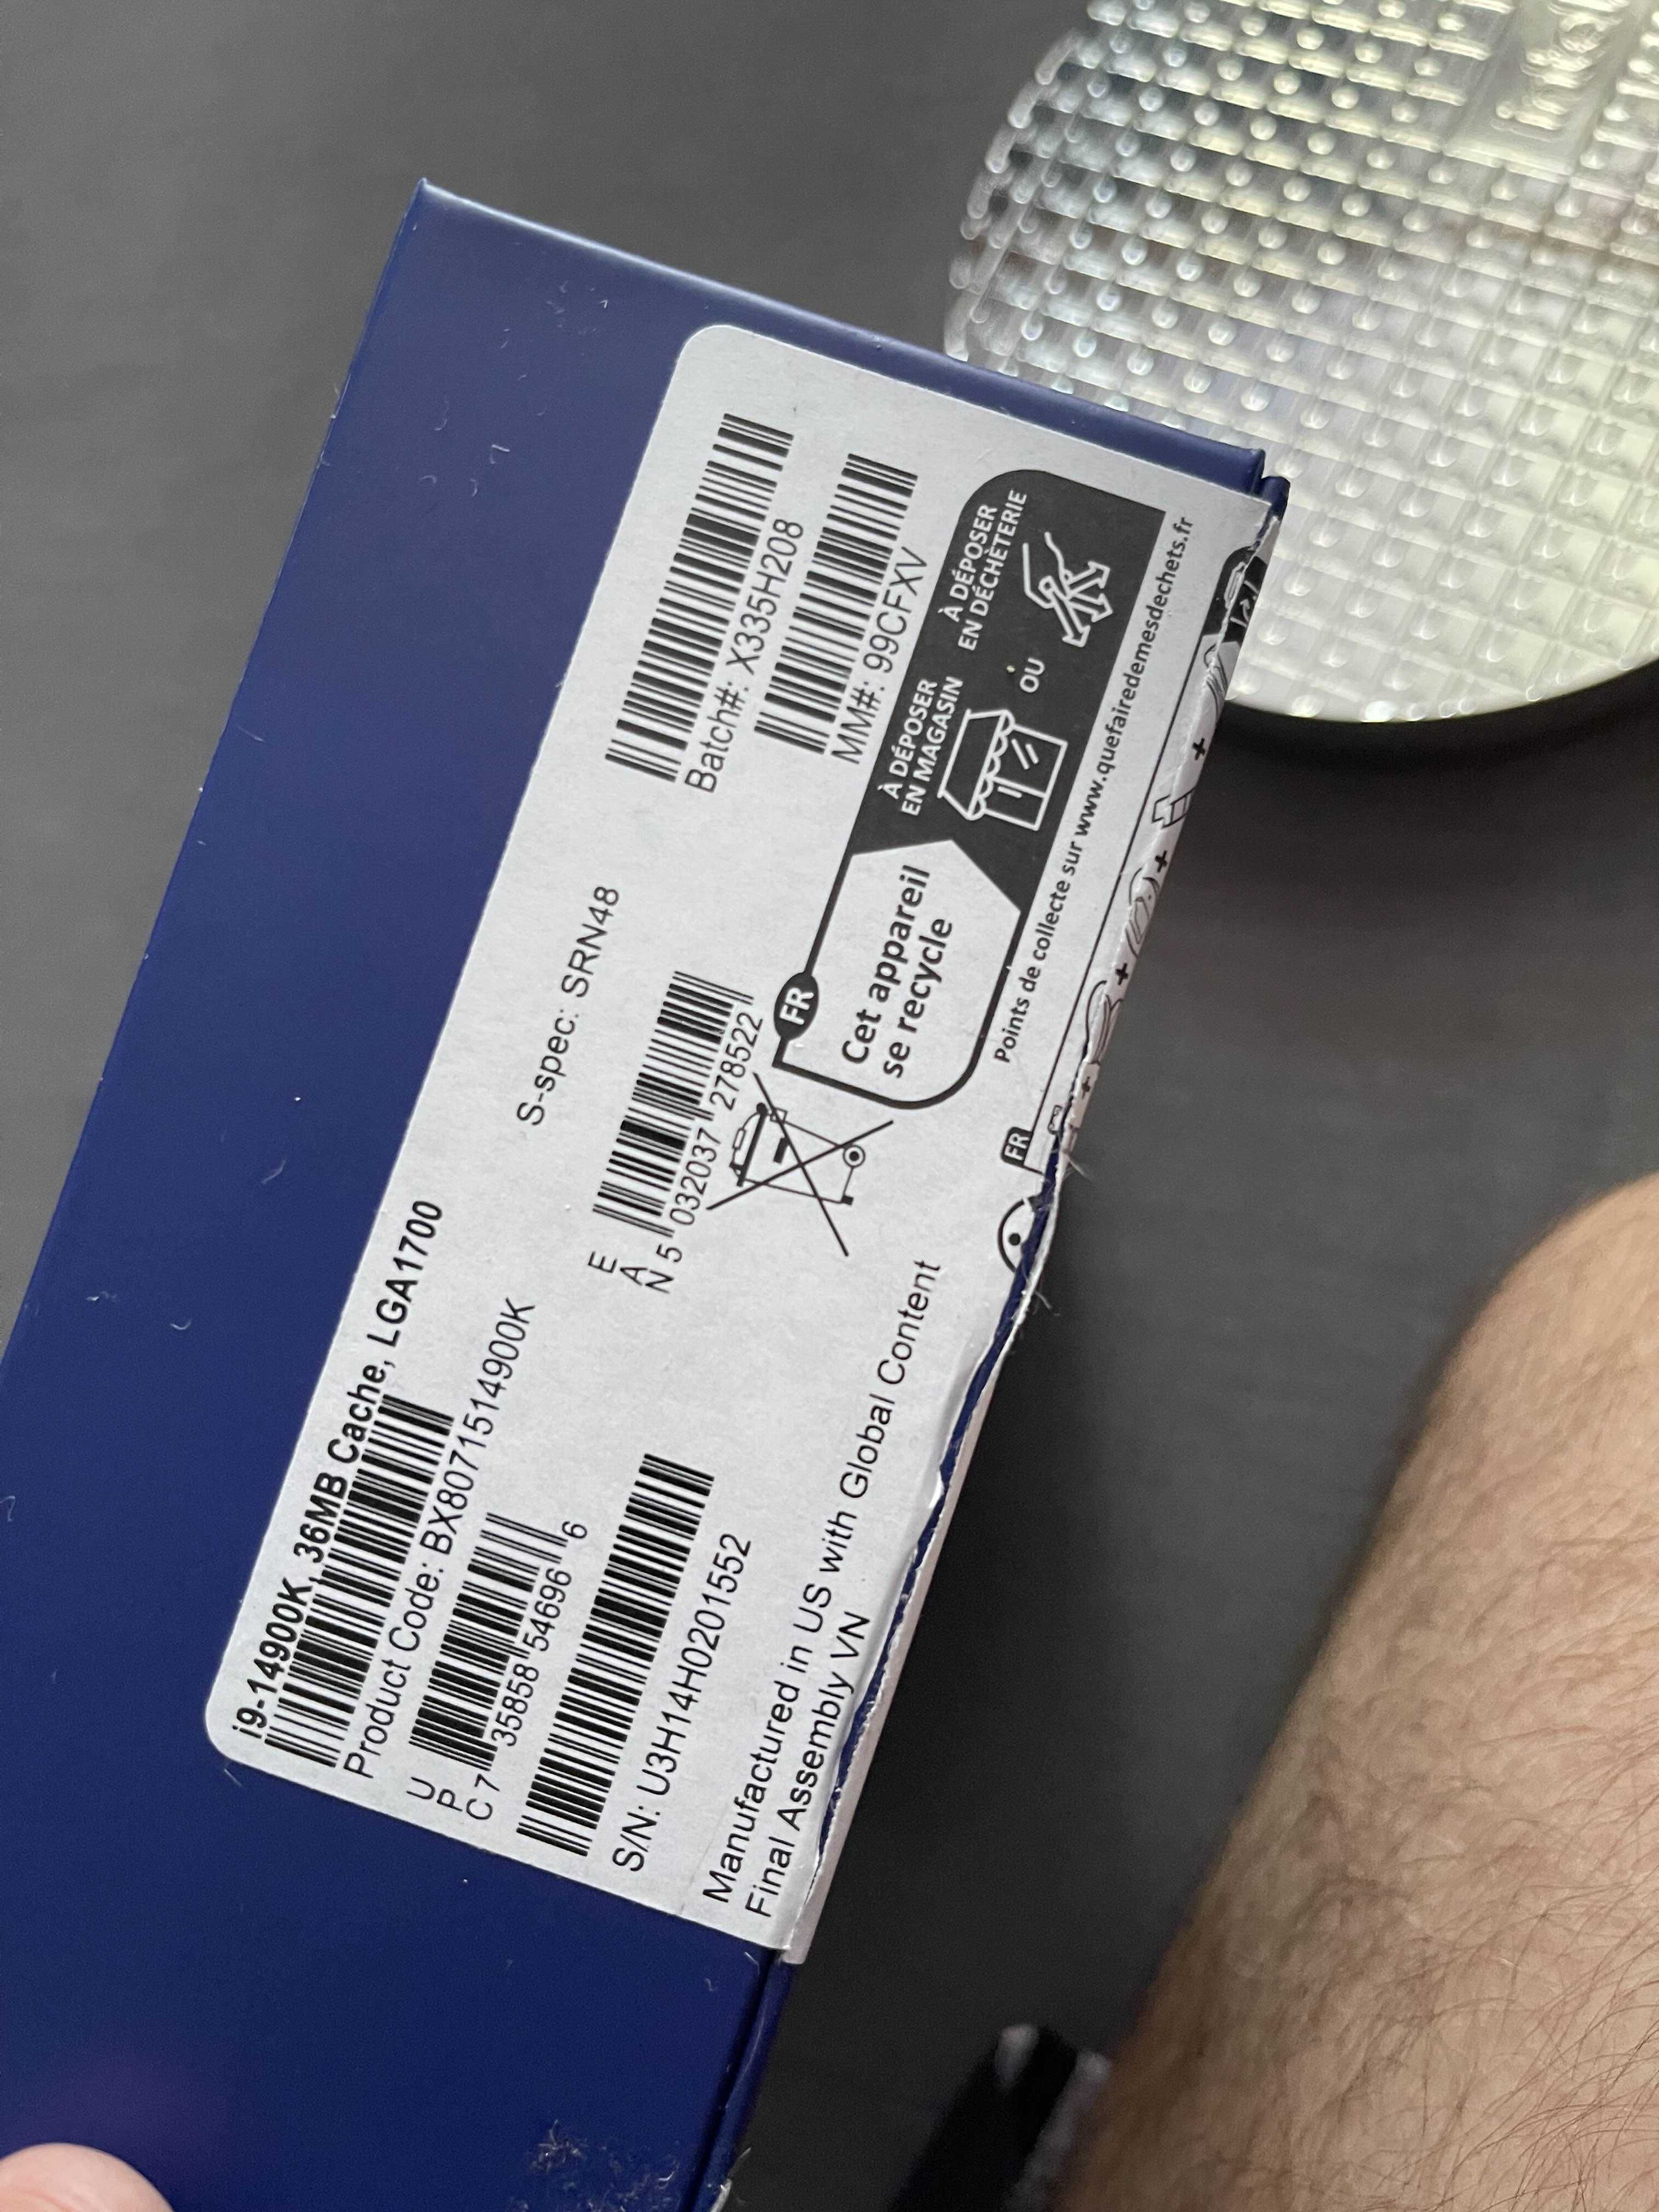 i9-14900K, 36MB Cache, LGA1700
Product Code: BX8071514900K
S-spec: SRN48
Batch#: X335H208
UPC 7 35858 54696 6
EAN 5 032037 278522
MM#: 99CFXV
S/N: U3H14H0201552
Manufactured in US with Global Content
Final Assembly VN
FR
Cet appareil
se recycle
À DÉPOSER
EN MAGASIN
OU
À DÉPOSER
EN DÉCHÈTERIE
Points de collecte sur www.quefairedemesdechets.fr
FR